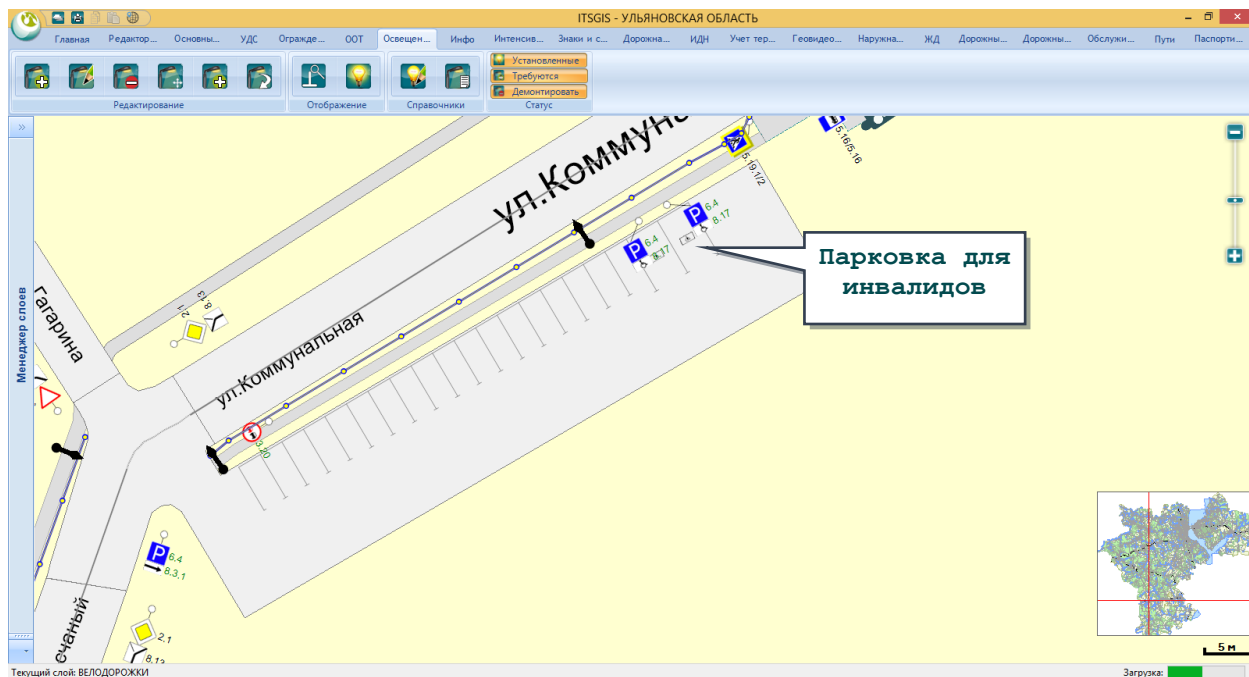 ITSGIS - УЛЬЯНОВСКАЯ ОБЛАСТЬ
Главная Редактор... Основны... УДС Огражде... ООТ Освещен... Инфо Интенсив... Знаки и с... Дорожна... ИДН Учет тер... Геовидео... Наружна... ЖД Дорожны... Дорожны... Обслужи... Пути Паспорти...
Установленные
Требуются
Демонтировать
Редактирование Отображение Справочники Статус
Менеджер слоев
ул.Коммуна
5.16/5.16
5.19.1/2
P 6.4
8.17
P 6.4
8.17
Парковка для
инвалидов
Гагарина
2.1
8.13
ул.Коммунальная
3.20
P 6.4
8.3.1
счаный
2.1
8.13
5 м
Текущий слой: ВЕЛОДОРОЖКИ
Загрузка: